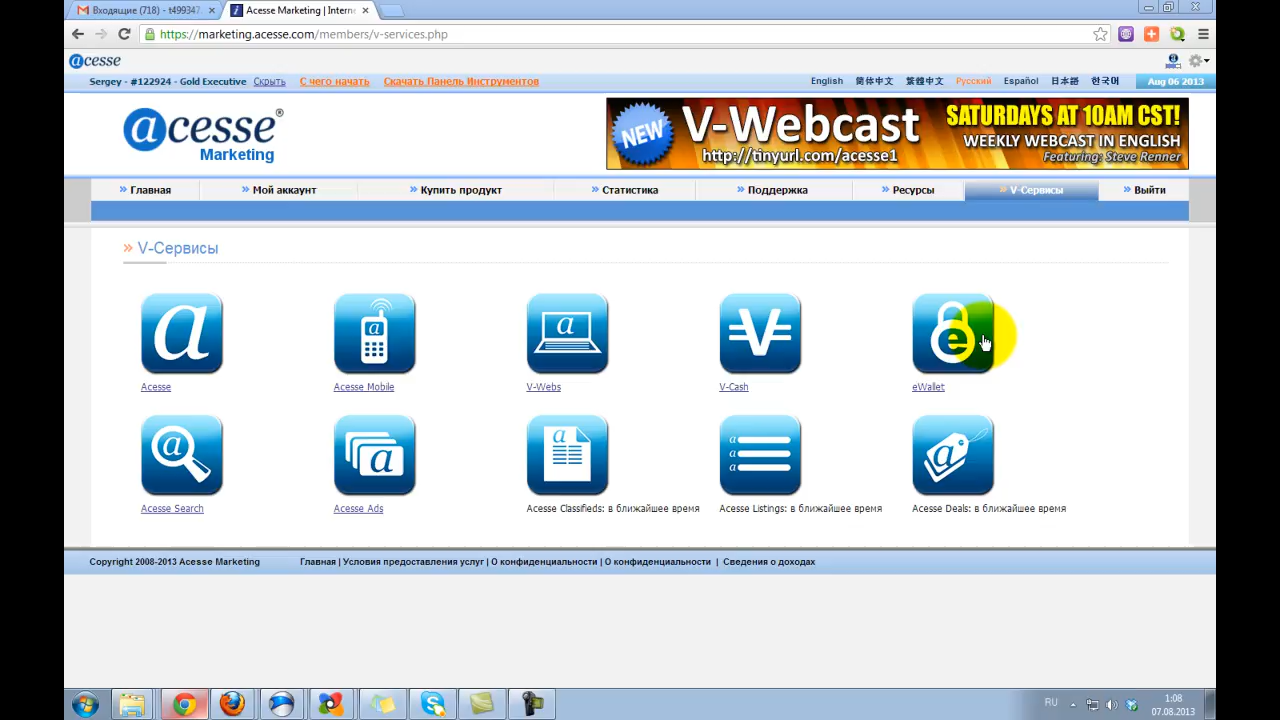 Входящие (718) - t499347
Acesse Marketing | Intern
https://marketing.acesse.com/members/v-services.php
acesse
Sergey - #122924 - Gold Executive Скрыть С чего начать Скачать Панель Инструментов English 简体中文 繁體中文 Русский Español 日本語 한국어 Aug 06 2013
acesse®
Marketing
NEW
V-Webcast
http://tinyurl.com/acesse1
SATURDAYS AT 10AM CST!
WEEKLY WEBCAST IN ENGLISH
Featuring: Steve Renner
» Главная » Мой аккаунт » Купить продукт » Статистика » Поддержка » Ресурсы » V-Сервисы » Выйти
» V-Сервисы
Acesse Acesse Mobile V-Webs V-Cash eWallet
Acesse Search Acesse Ads Acesse Classifieds: в ближайшее время Acesse Listings: в ближайшее время Acesse Deals: в ближайшее время
Copyright 2008-2013 Acesse Marketing Главная | Условия предоставления услуг | О конфиденциальности | О конфиденциальности | Сведения о доходах
RU 1:08
07.08.2013